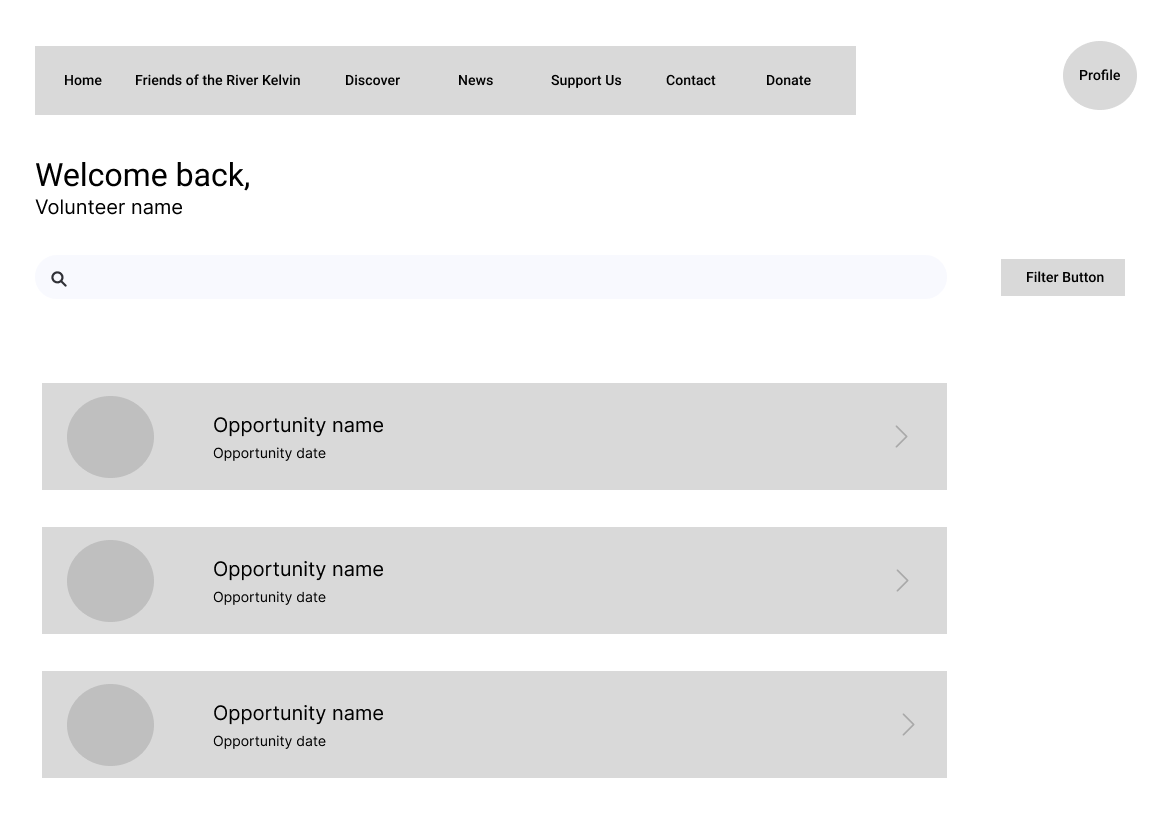 Home Friends of the River Kelvin Discover News Support Us Contact Donate Profile
Welcome back,
Volunteer name
Filter Button
Opportunity name
Opportunity date
Opportunity name
Opportunity date
Opportunity name
Opportunity date